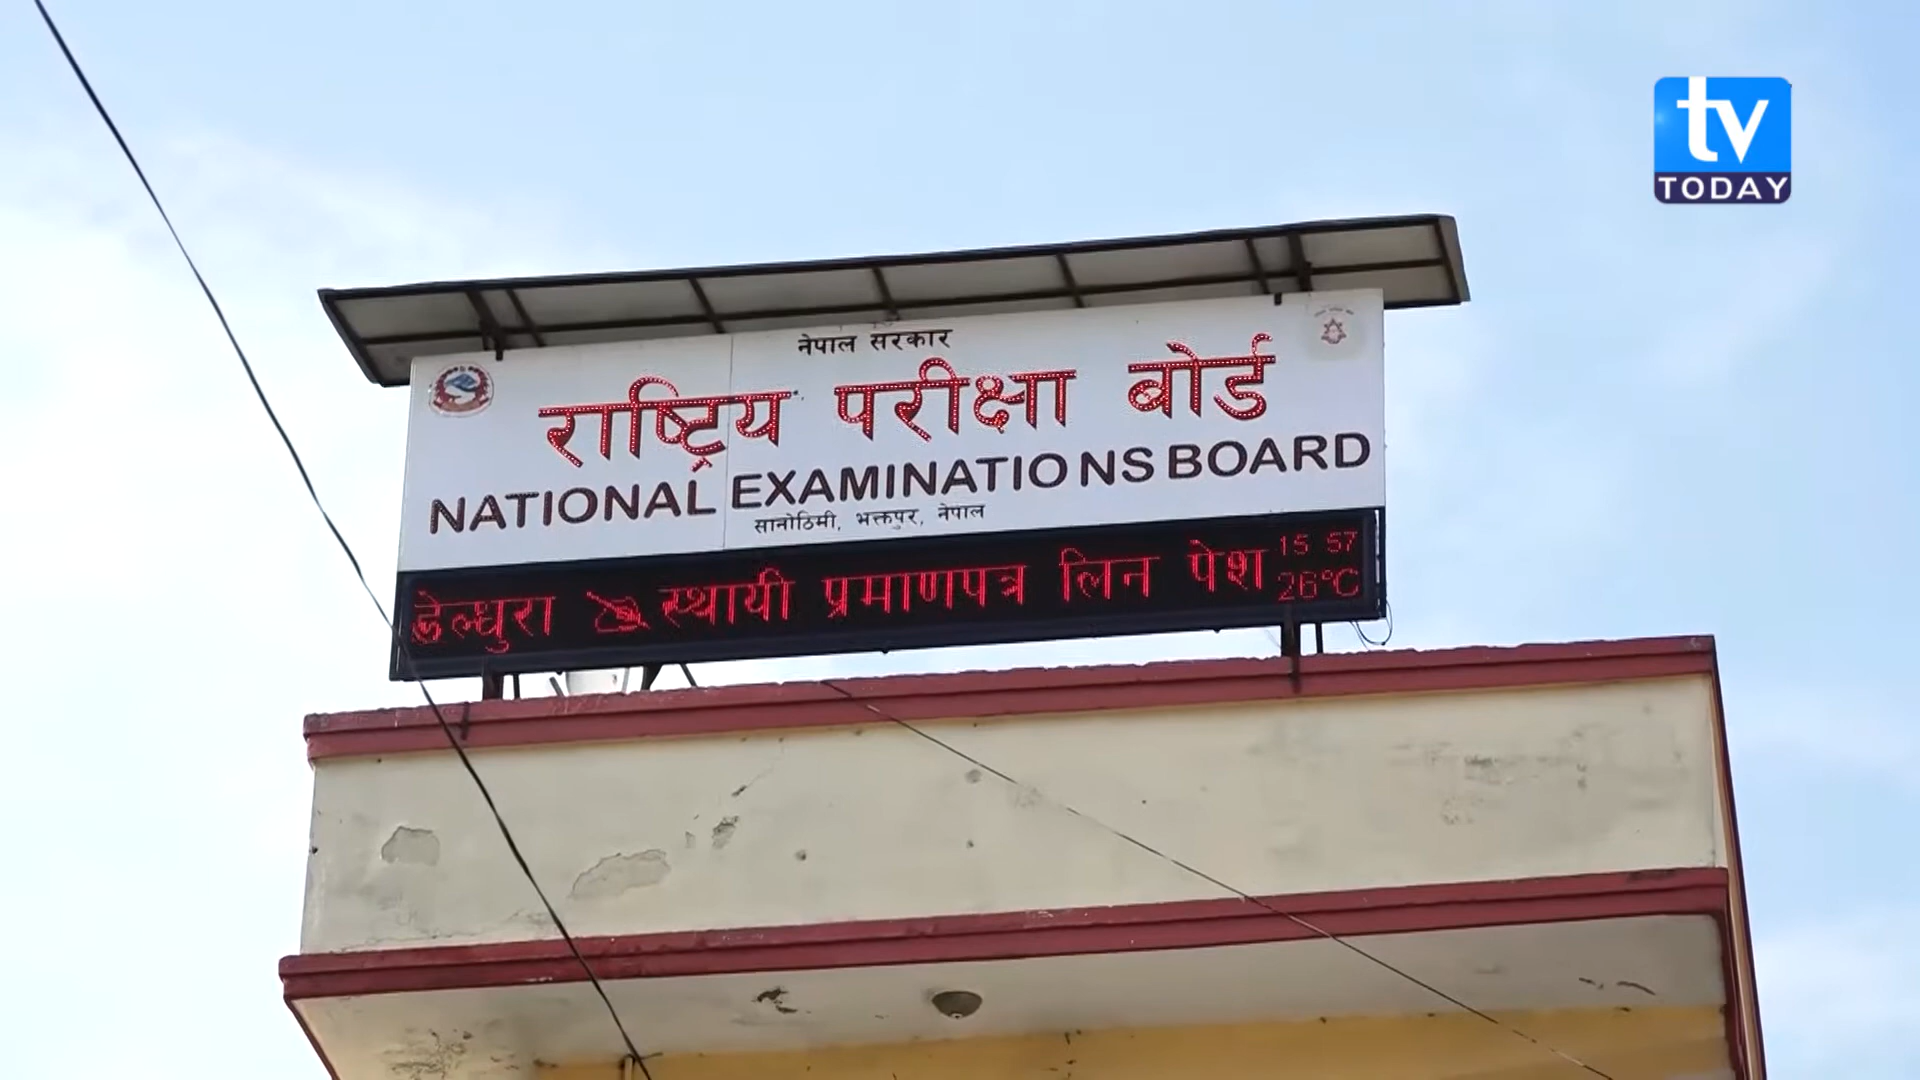 tv
TODAY
नेपाल सरकार
राष्ट्रिय परीक्षा बोर्ड
NATIONAL EXAMINATIONS BOARD
सानोठिमी, भक्तपुर, नेपाल
डेल्धुरा स्थायी प्रमाणपत्र लिन पेश
15 57
26°C